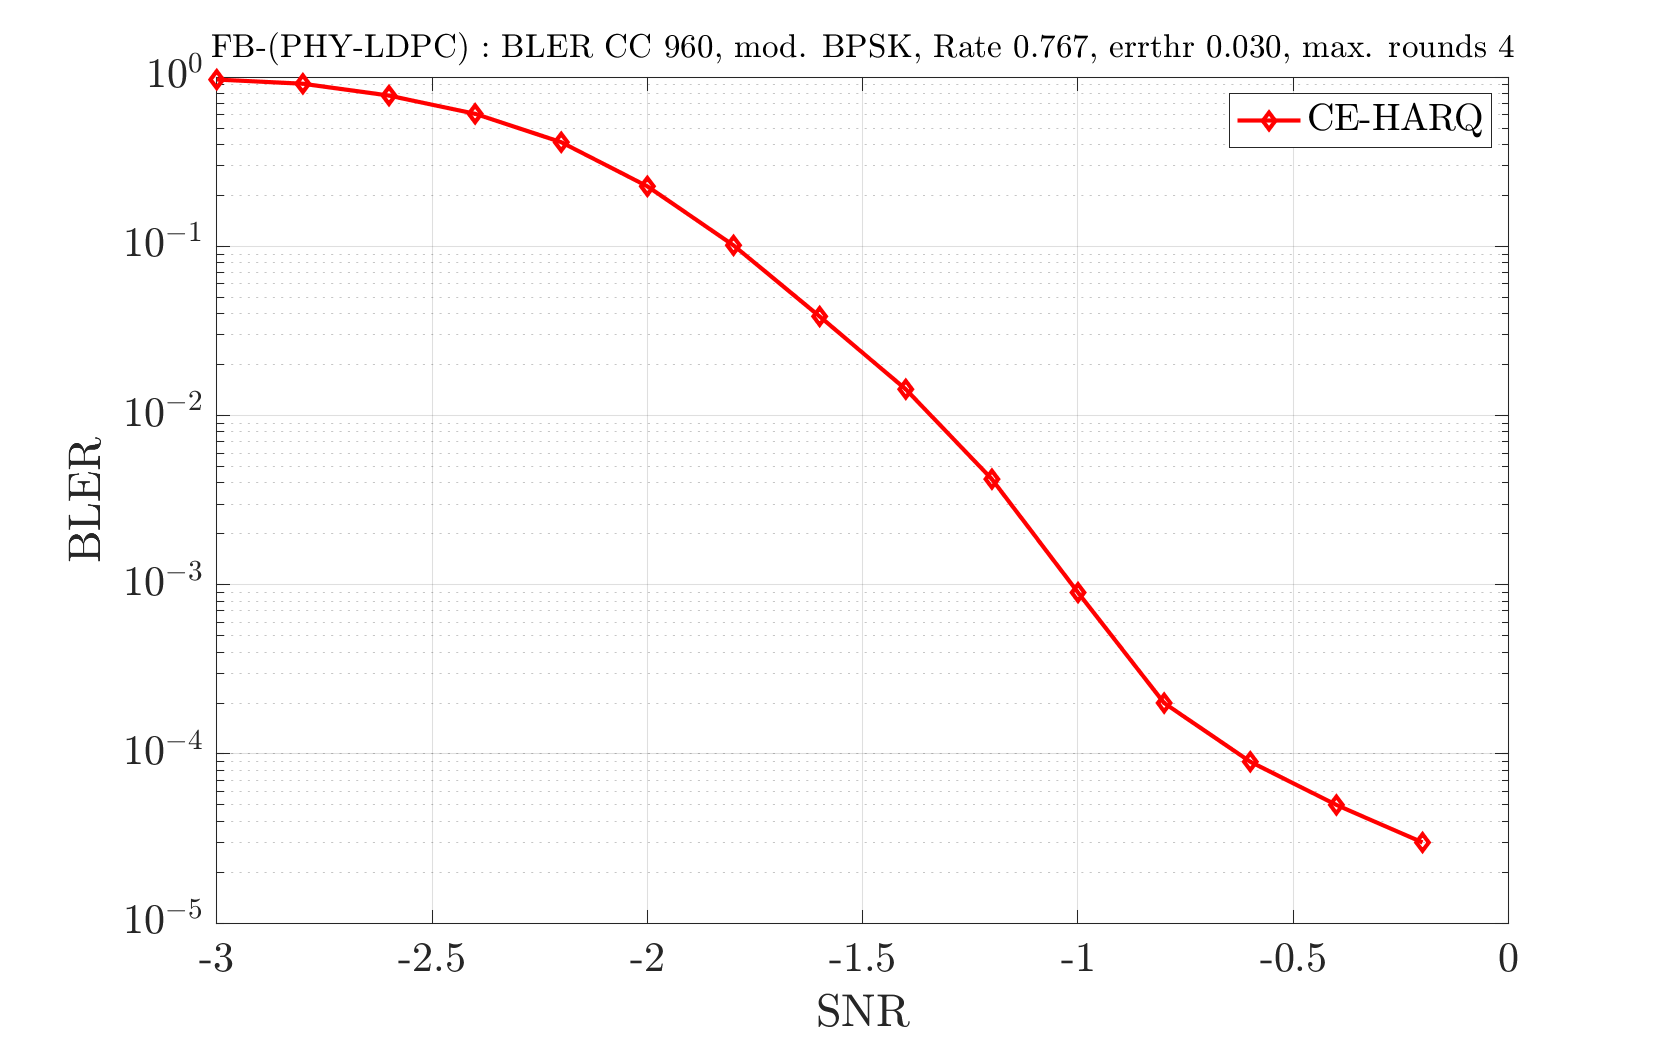 FB-(PHY-LDPC) : BLER CC 960, mod. BPSK, Rate 0.767, errthr 0.030, max. rounds 4
10^0
CE-HARQ
10^-1
10^-2
BLER
10^-3
10^-4
10^-5
-3 -2.5 -2 -1.5 -1 -0.5 0
SNR